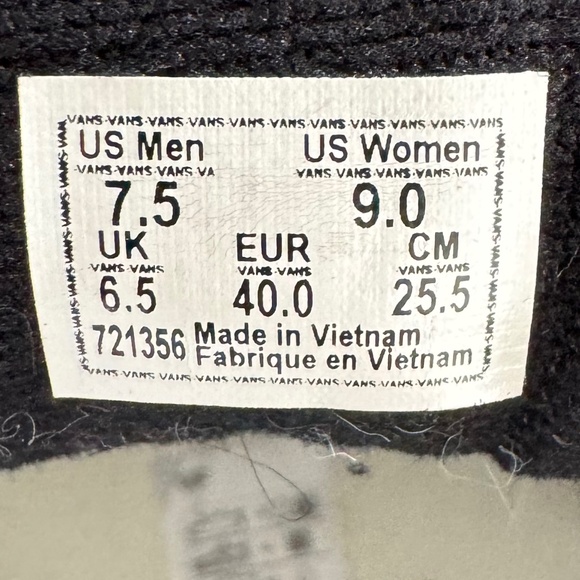 VANS VANS VANS VANS VANS VANS VANS VANS VANS VANS VANS
US Men US Women
VANS VANS VANS VA VANS VANS VANS VANS VANS
7.5 9.0
UK EUR CM
VANS VANS VANS VANS VANS VANS
6.5 40.0 25.5
721356 Made in Vietnam
Fabrique en Vietnam
VANS VANS VANS VANS VANS VANS VANS VANS VANS VANS VANS